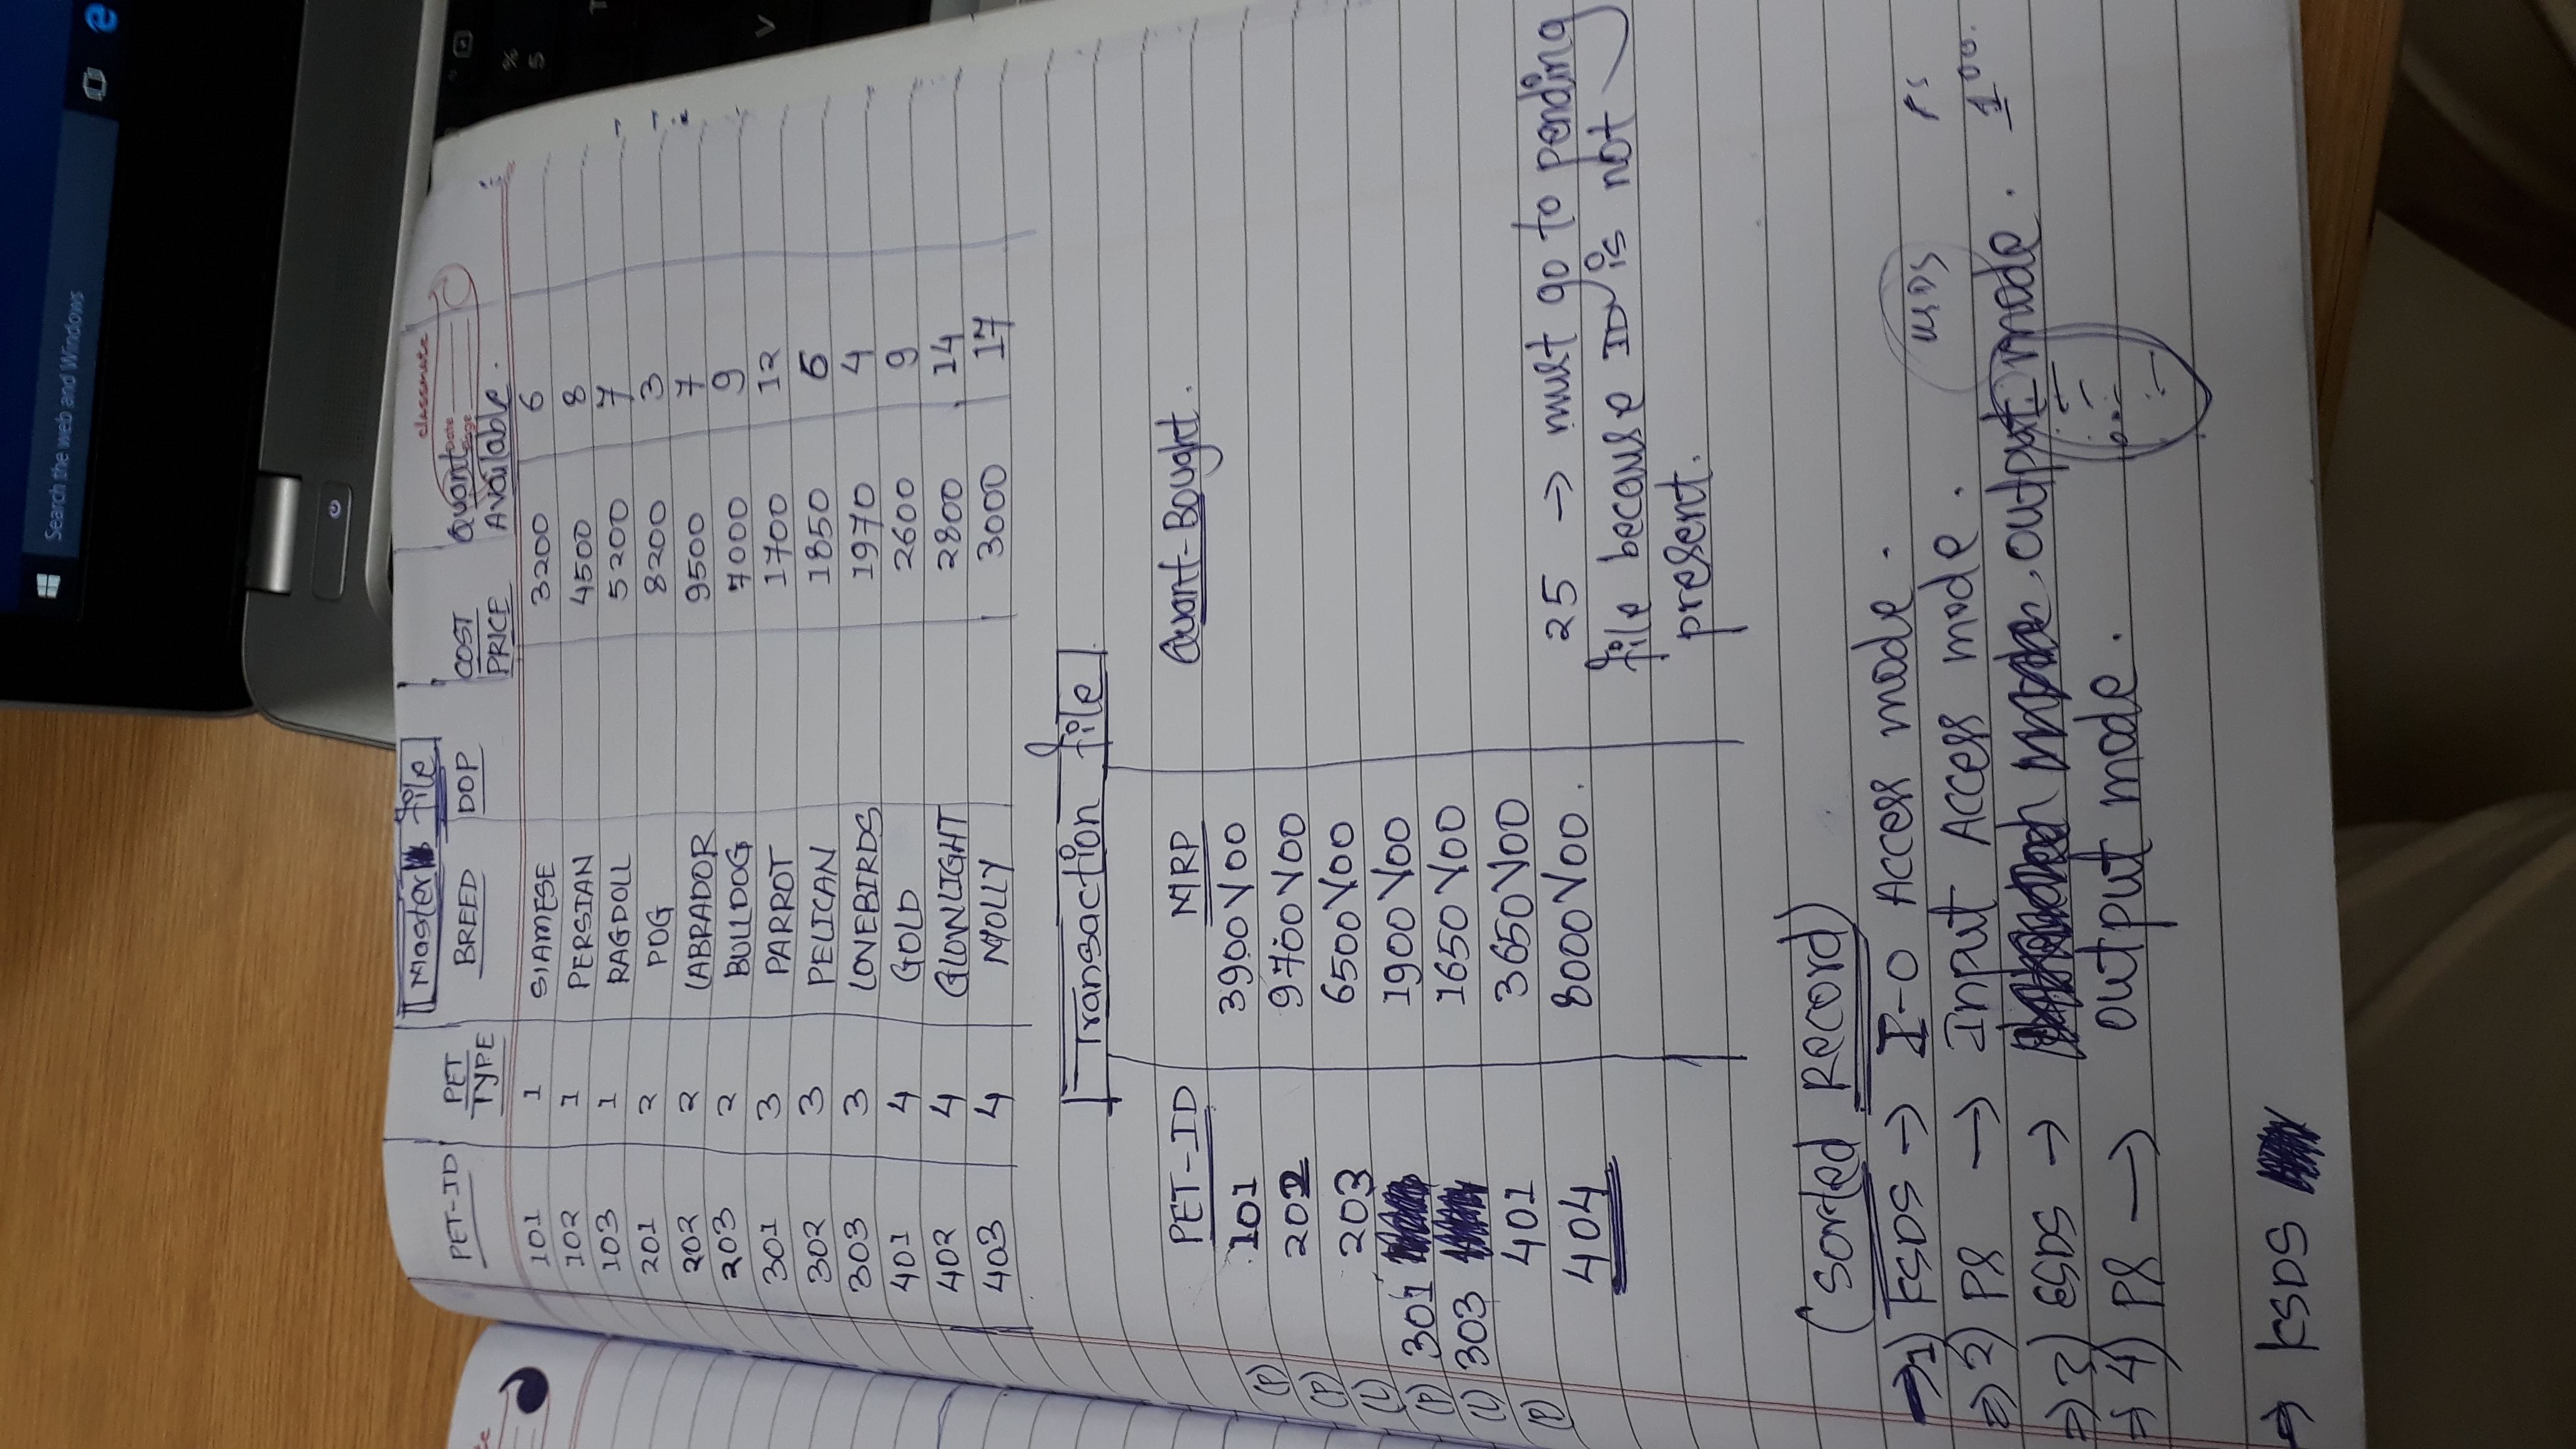 Search the web and Windows
Master file
classmate
Date
Page
PET-ID PET TYPE BREED DOP COST PRICE Quant Available.
101 1 SIAMESE 3200 6
102 1 PERSIAN 4500 8
103 1 RAGDOLL 5200 7
201 2 POG 8200 3
202 2 LABRADOR 9500 7
203 2 BULLDOG 7000 9
301 3 PARROT 1700 12
302 3 PELICAN 1850 6
303 3 LOVEBIRDS 1970 4
401 4 GOLD 2600 9
402 4 GLOWLIGHT 2800 14
403 4 MOLLY 3000 17
Transaction file
PET-ID MRP Quant-Bought.
(P) 101 3900V00
(P) 202 9700V00
(L) 203 6500V00
(P) 301 1900V00
(L) 303 1650V00
(P) 401 3650V00
404 8000V00. 25 → must go to pending
file because ID is not
present.
(Sorted Record)
→1) KSDS → I-O Access mode.
⇒2) PS → Input Access mode.
⇒3) ESDS → output mode.
⇒4) PS → output mode.
PS
100.
→ KSDS
% 5
V